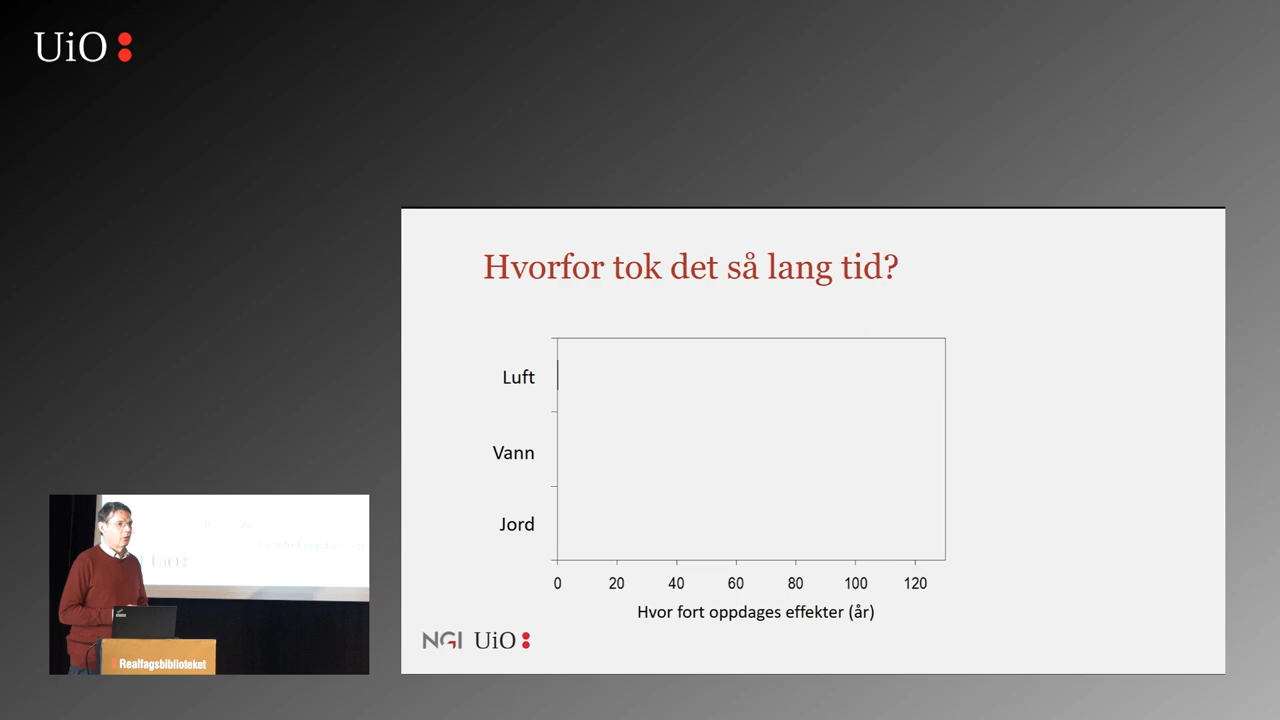 UiO
Hvorfor tok det så lang tid?
Luft
Vann
Jord
0 20 40 60 80 100 120
Hvor fort oppdages effekter (år)
NGI UiO
UiO
Realfagsbiblioteket